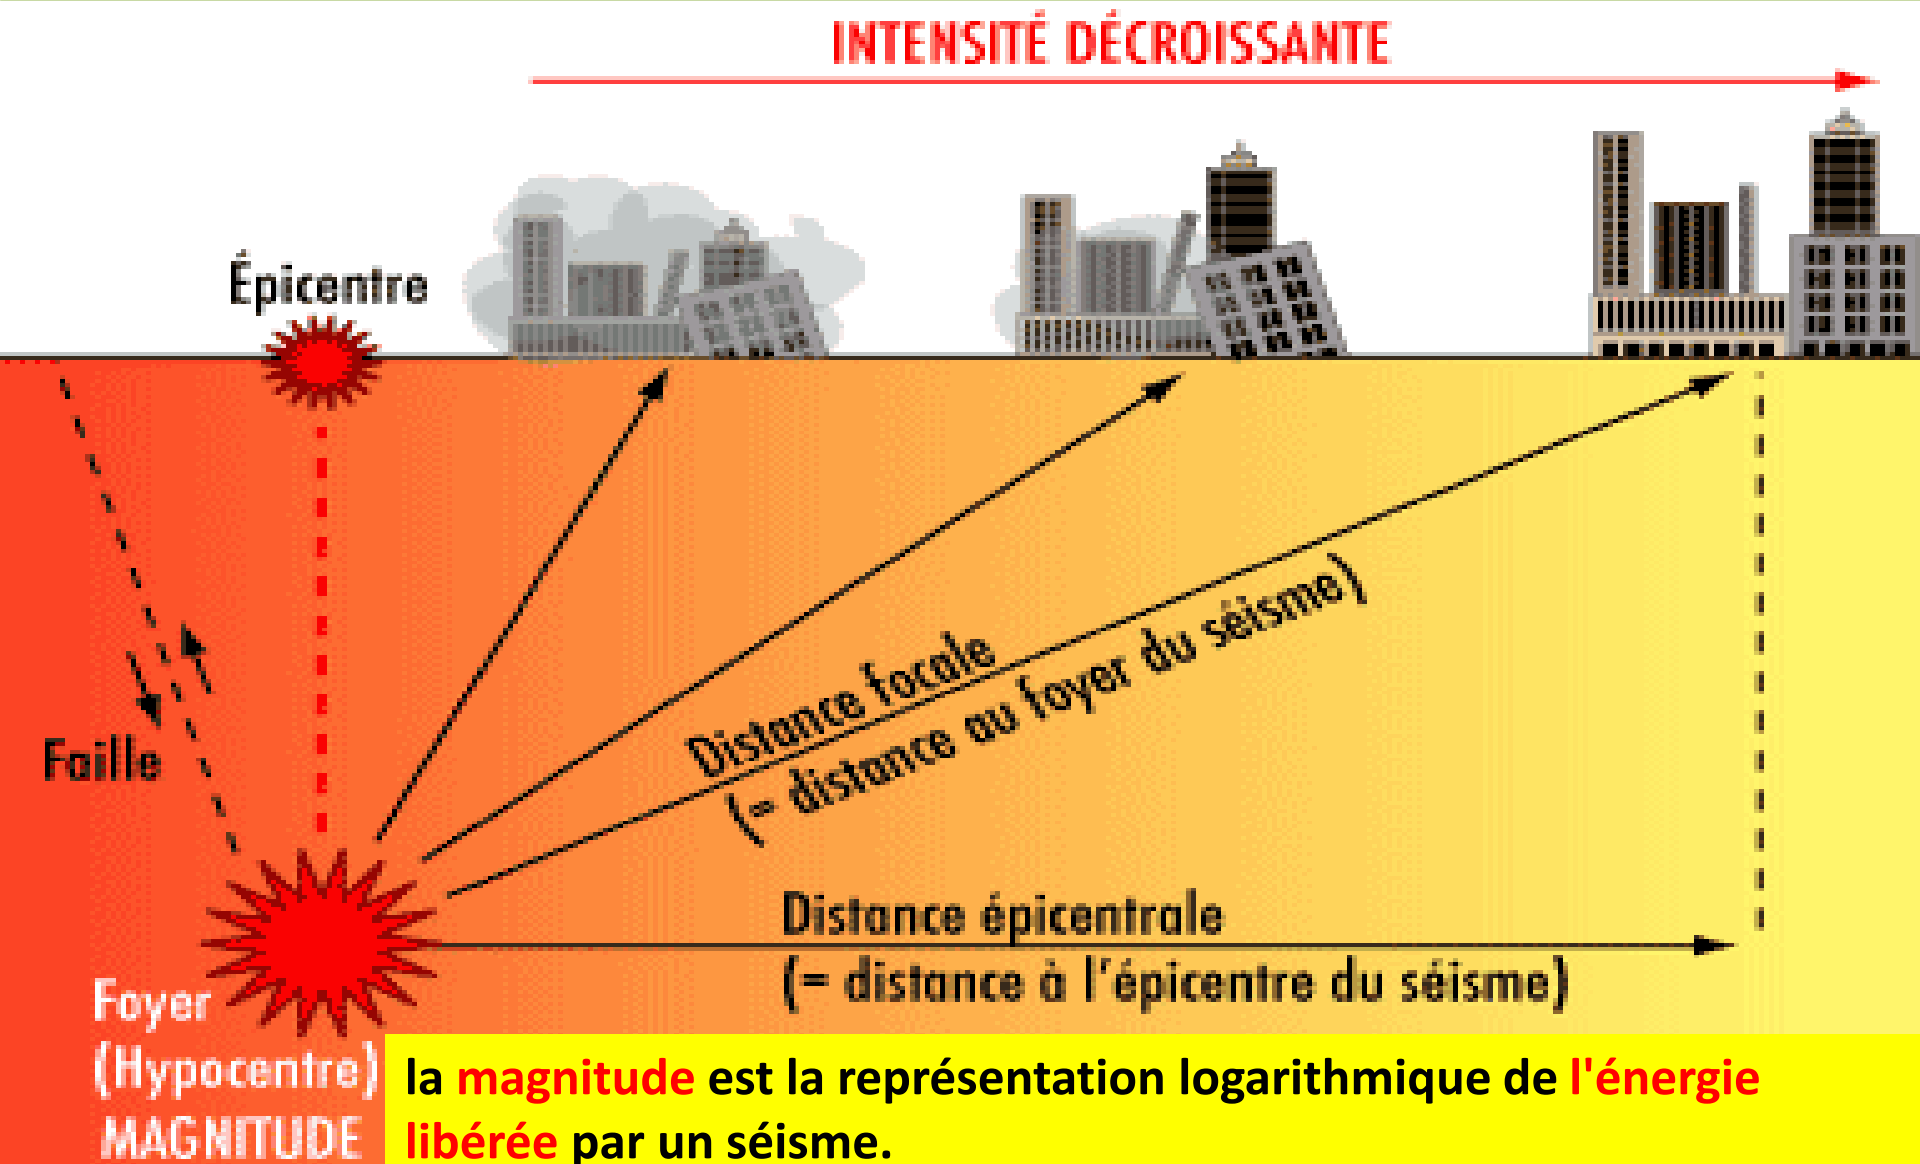 INTENSITÉ DÉCROISSANTE
Épicentre
Faille
Distance focale
(= distance au foyer du séisme)
Distance épicentrale
(= distance à l'épicentre du séisme)
Foyer
(Hypocentre)
MAGNITUDE
la magnitude est la représentation logarithmique de l'énergie
libérée par un séisme.